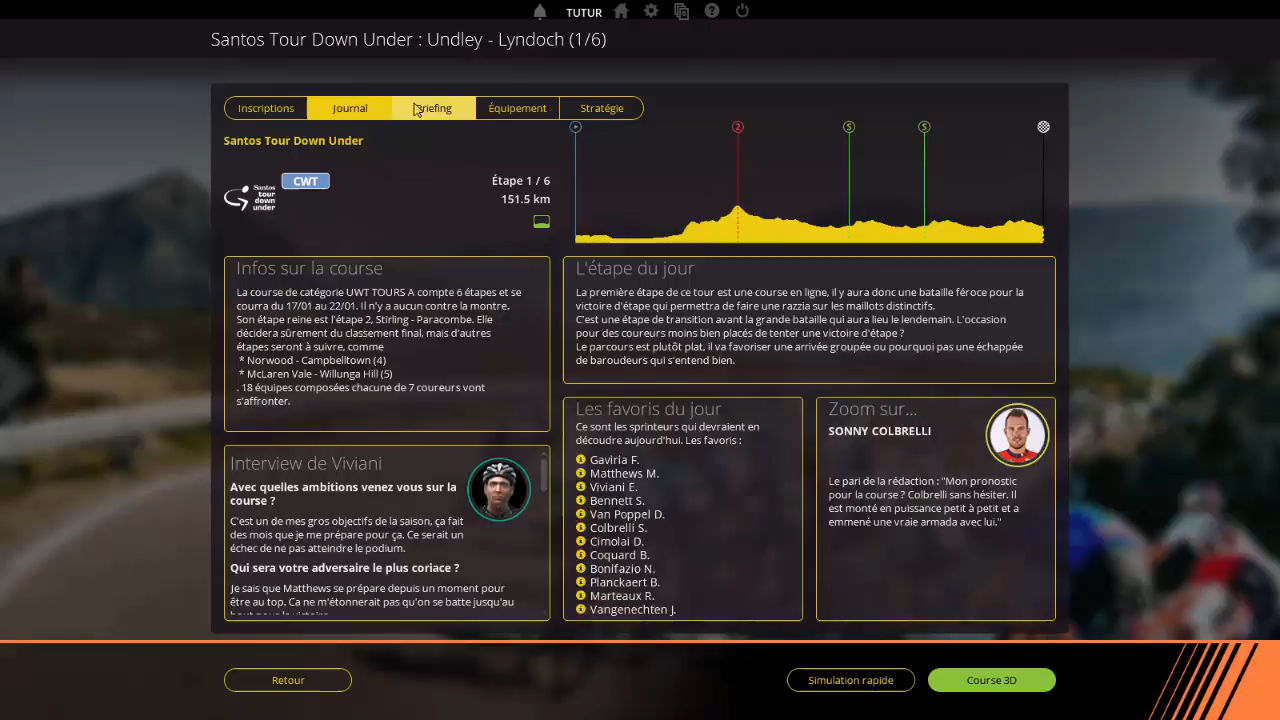 TUTUR
Santos Tour Down Under : Undley - Lyndoch (1/6)
Inscriptions
Journal
Briefing
Équipement
Stratégie
Santos Tour Down Under
Santos
tour
down
under
CWT
Étape 1 / 6
151.5 km
2
S
S
Infos sur la course
La course de catégorie UWT TOURS A compte 6 étapes et se
courra du 17/01 au 22/01. Il n'y a aucun contre la montre.
Son étape reine est l'étape 2, Stirling - Paracombe. Elle
décidera sûrement du classement final, mais d'autres
étapes seront à suivre, comme
* Norwood - Campbelltown (4)
* McLaren Vale - Willunga Hill (5)
. 18 équipes composées chacune de 7 coureurs vont
s'affronter.
L'étape du jour
La première étape de ce tour est une course en ligne, il y aura donc une bataille féroce pour la
victoire d'étape qui permettra de faire une razzia sur les maillots distinctifs.
C'est une étape de transition avant la grande bataille qui aura lieu le lendemain. L'occasion
pour des coureurs moins bien placés de tenter une victoire d'étape ?
Le parcours est plutôt plat, il va favoriser une arrivée groupée ou pourquoi pas une échappée
de baroudeurs qui s'entend bien.
Interview de Viviani
Avec quelles ambitions venez vous sur la
course ?
C'est un de mes gros objectifs de la saison, ça fait
des mois que je me prépare pour ça. Ce serait un
échec de ne pas atteindre le podium.
Qui sera votre adversaire le plus coriace ?
Je sais que Matthews se prépare depuis un moment pour
être au top. Ca ne m'étonnerait pas qu'on se batte jusqu'au
Les favoris du jour
Ce sont les sprinteurs qui devraient en
découdre aujourd'hui. Les favoris :
Gaviria F.
Matthews M.
Viviani E.
Bennett S.
Van Poppel D.
Colbrelli S.
Cimolai D.
Coquard B.
Bonifazio N.
Planckaert B.
Marteaux R.
Vangenechten J.
Zoom sur...
SONNY COLBRELLI
Le pari de la rédaction : "Mon pronostic
pour la course ? Colbrelli sans hésiter. Il
est monté en puissance petit à petit et a
emmené une vraie armada avec lui."
Retour
Simulation rapide
Course 3D